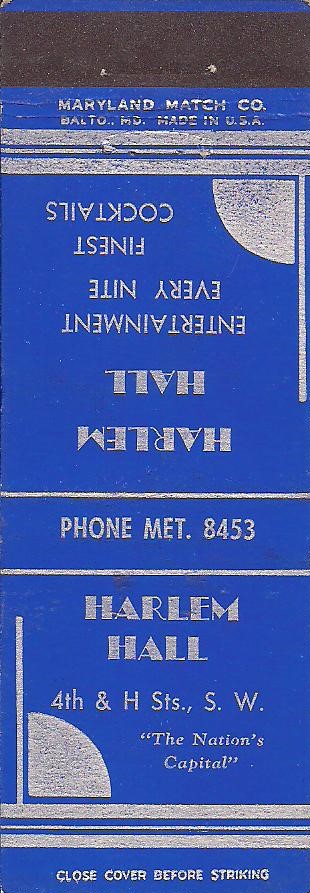 MARYLAND MATCH CO.
BALTO., MD. MADE IN U.S.A.
HARLEM
HALL
ENTERTAINMENT
EVERY NITE
FINEST
COCKTAILS
PHONE MET. 8453
HARLEM
HALL
4th & H Sts., S. W.
"The Nation's
Capital"
CLOSE COVER BEFORE STRIKING